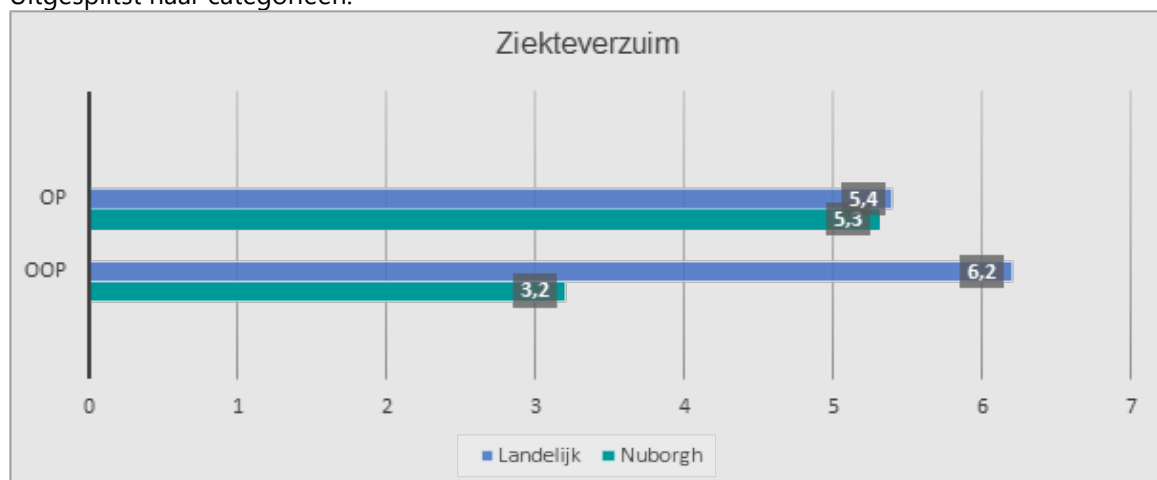 Uitgesplitst naar categorieën:
Ziekteverzuim
OP
5,4
5,3
OOP
6,2
3,2
0 1 2 3 4 5 6 7
Landelijk Nuborgh